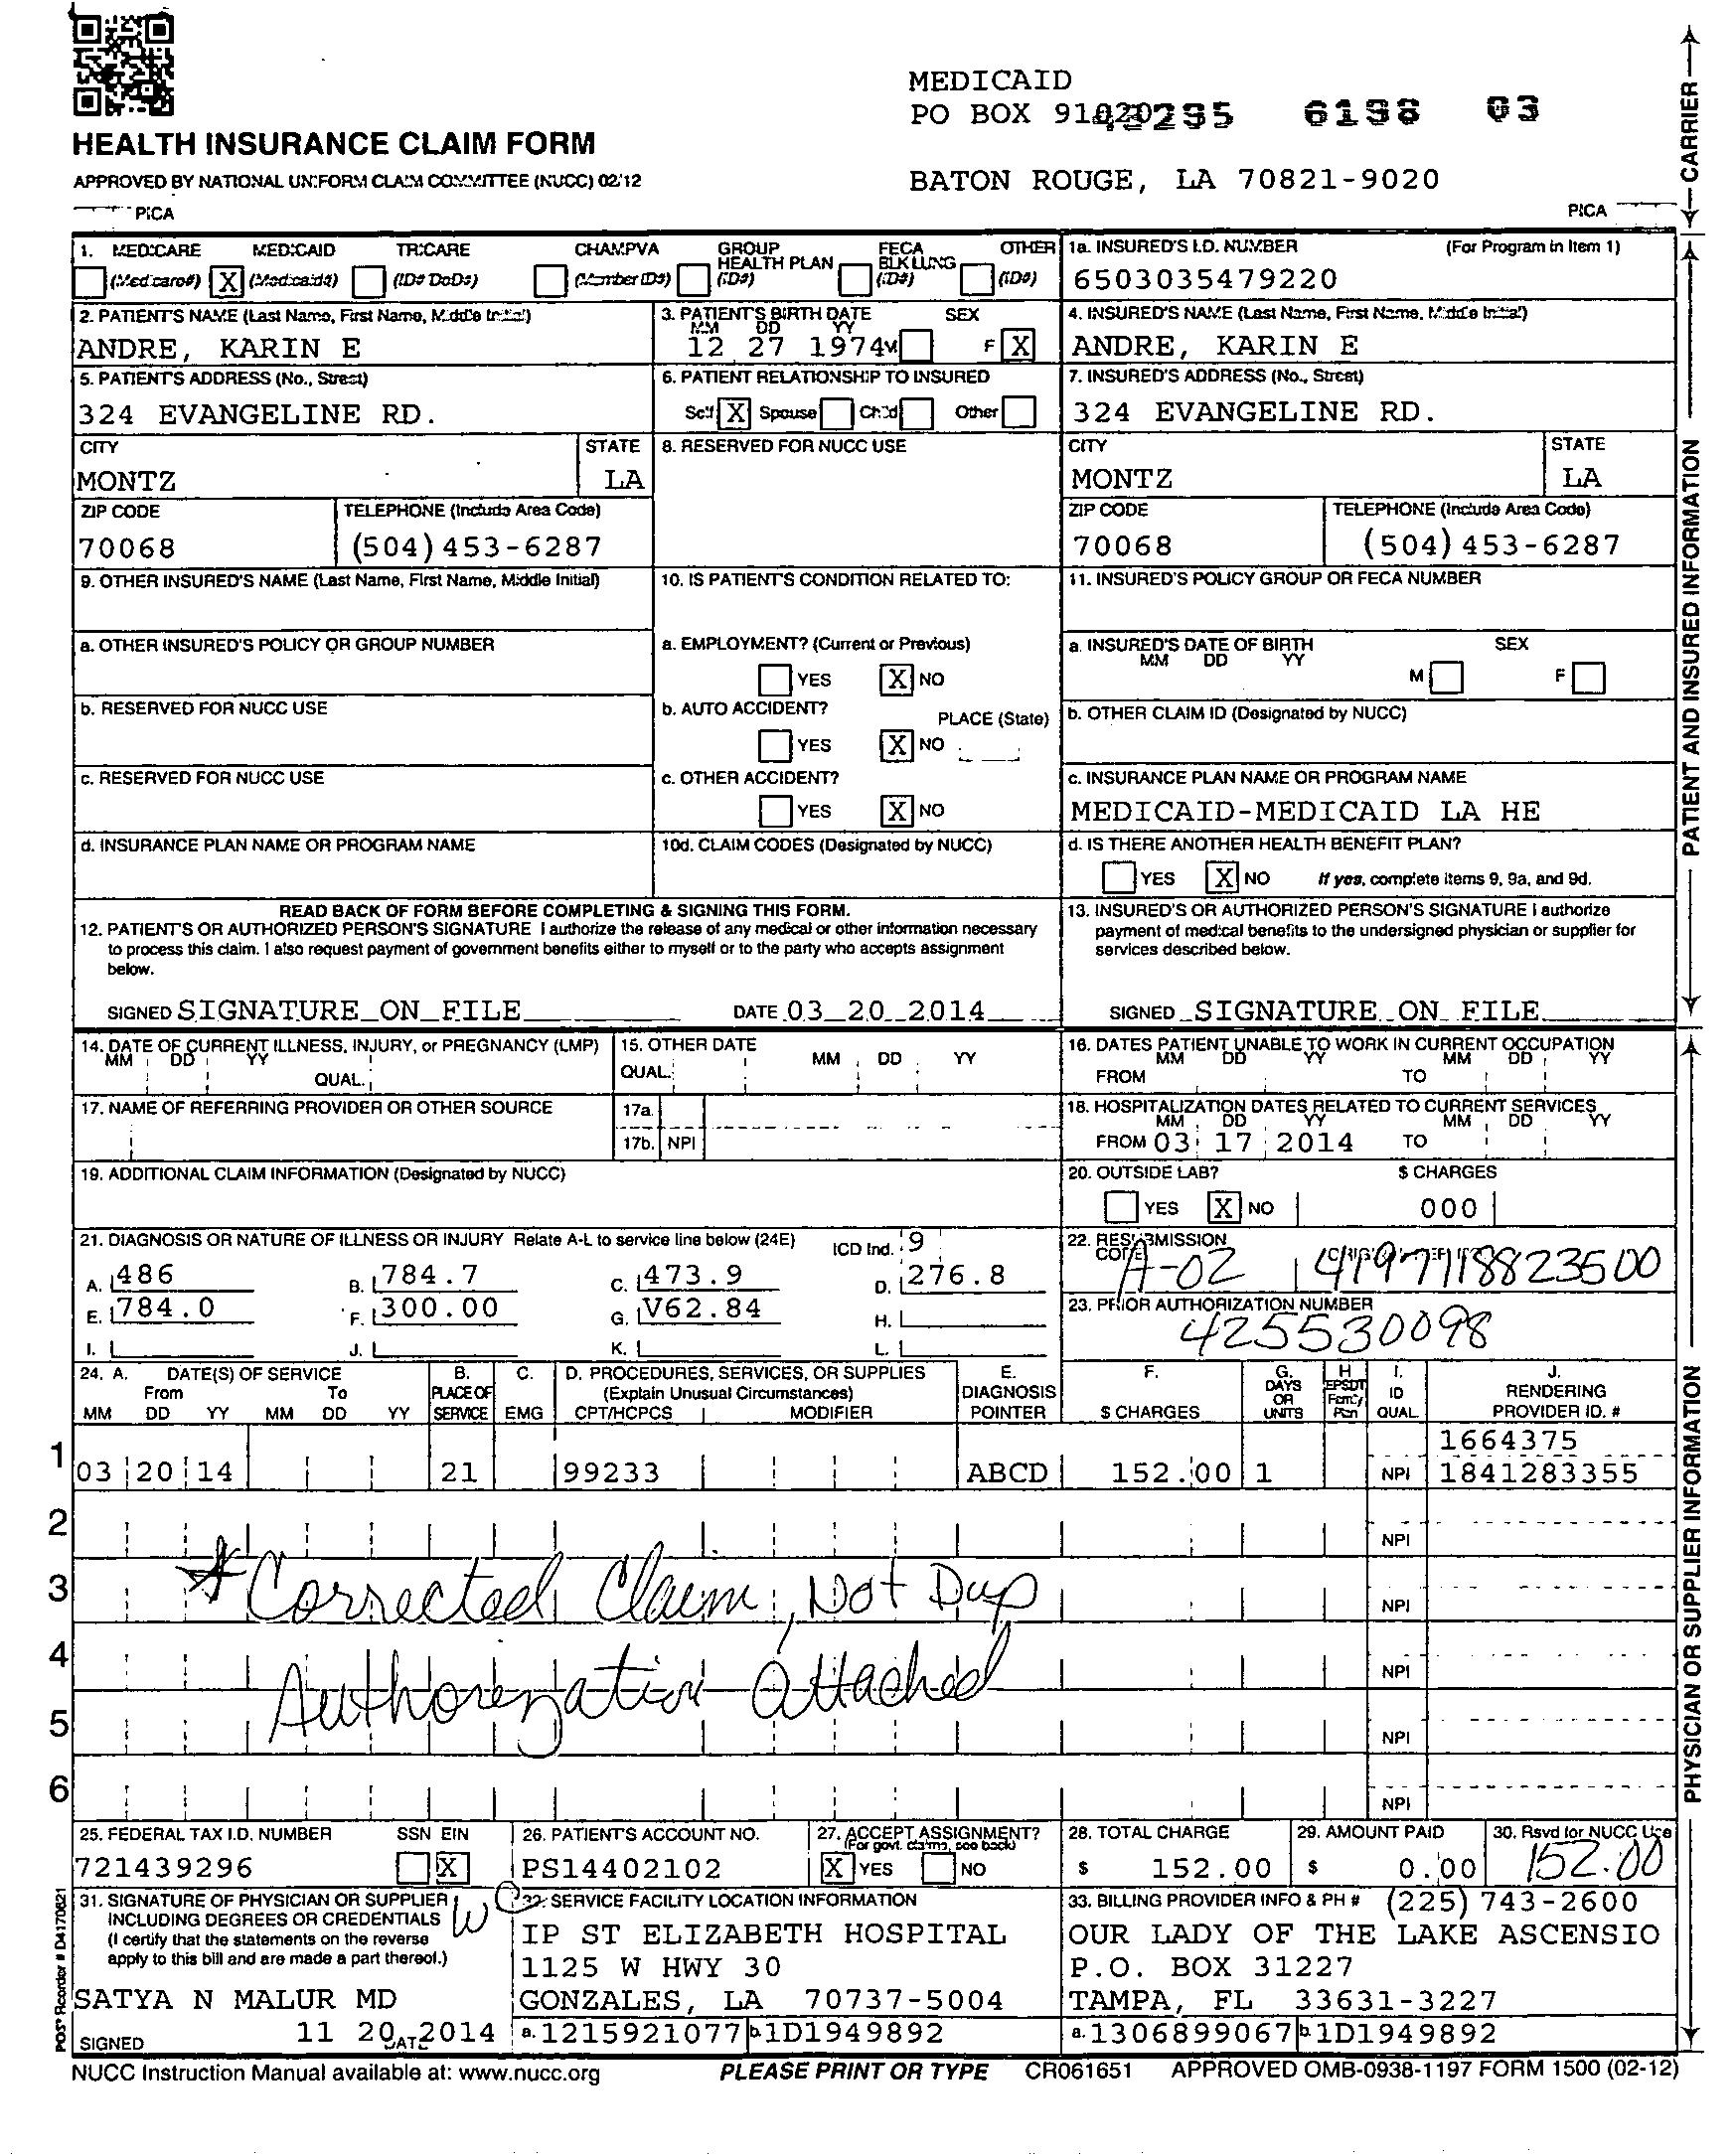 MEDICAID
PO BOX 91020
6198 03
HEALTH INSURANCE CLAIM FORM
APPROVED BY NATIONAL UNIFORM CLAIM COMMITTEE (NUCC) 02/12
BATON ROUGE, LA 70821-9020
PICA PICA
CARRIER
1. MEDICARE MEDICAID TRICARE CHAMPVA GROUP HEALTH PLAN FECA BLK LUNG OTHER
(Medicare#) X (Medicaid#) (ID# DoD#) (Member ID#) (ID#) (ID#) (ID#)
1a. INSURED'S I.D. NUMBER (For Program in Item 1)
6503035479220
2. PATIENT'S NAME (Last Name, First Name, Middle Initial)
ANDRE, KARIN E
3. PATIENT'S BIRTH DATE SEX
MM DD YY
12 27 1974 M F X
4. INSURED'S NAME (Last Name, First Name, Middle Initial)
ANDRE, KARIN E
5. PATIENT'S ADDRESS (No., Street)
324 EVANGELINE RD.
6. PATIENT RELATIONSHIP TO INSURED
Self X Spouse Child Other
7. INSURED'S ADDRESS (No., Street)
324 EVANGELINE RD.
CITY STATE
MONTZ LA
8. RESERVED FOR NUCC USE
CITY STATE
MONTZ LA
ZIP CODE TELEPHONE (Include Area Code)
70068 (504)453-6287
ZIP CODE TELEPHONE (Include Area Code)
70068 (504)453-6287
9. OTHER INSURED'S NAME (Last Name, First Name, Middle Initial)
10. IS PATIENT'S CONDITION RELATED TO:
11. INSURED'S POLICY GROUP OR FECA NUMBER
a. OTHER INSURED'S POLICY OR GROUP NUMBER
a. EMPLOYMENT? (Current or Previous)
YES X NO
a. INSURED'S DATE OF BIRTH SEX
MM DD YY
M F
b. RESERVED FOR NUCC USE
b. AUTO ACCIDENT? PLACE (State)
YES X NO
b. OTHER CLAIM ID (Designated by NUCC)
c. RESERVED FOR NUCC USE
c. OTHER ACCIDENT?
YES X NO
c. INSURANCE PLAN NAME OR PROGRAM NAME
MEDICAID-MEDICAID LA HE
d. INSURANCE PLAN NAME OR PROGRAM NAME
10d. CLAIM CODES (Designated by NUCC)
d. IS THERE ANOTHER HEALTH BENEFIT PLAN?
YES X NO If yes, complete items 9, 9a, and 9d.
PATIENT AND INSURED INFORMATION
READ BACK OF FORM BEFORE COMPLETING & SIGNING THIS FORM.
12. PATIENT'S OR AUTHORIZED PERSON'S SIGNATURE I authorize the release of any medical or other information necessary
to process this claim. I also request payment of government benefits either to myself or to the party who accepts assignment
below.
SIGNED SIGNATURE ON FILE DATE 03 20 2014
13. INSURED'S OR AUTHORIZED PERSON'S SIGNATURE I authorize
payment of medical benefits to the undersigned physician or supplier for
services described below.
SIGNED SIGNATURE ON FILE
14. DATE OF CURRENT ILLNESS, INJURY, or PREGNANCY (LMP)
MM DD YY
QUAL.
15. OTHER DATE
QUAL. MM DD YY
16. DATES PATIENT UNABLE TO WORK IN CURRENT OCCUPATION
MM DD YY MM DD YY
FROM TO
17. NAME OF REFERRING PROVIDER OR OTHER SOURCE
17a.
17b. NPI
18. HOSPITALIZATION DATES RELATED TO CURRENT SERVICES
MM DD YY MM DD YY
FROM 03 17 2014 TO
19. ADDITIONAL CLAIM INFORMATION (Designated by NUCC)
20. OUTSIDE LAB? $ CHARGES
YES X NO 000
21. DIAGNOSIS OR NATURE OF ILLNESS OR INJURY Relate A-L to service line below (24E) ICD Ind. 9
A. 486 B. 784.7 C. 473.9 D. 276.8
E. 784.0 F. 300.00 G. V62.84 H.
I. J. K. L.
22. RESUBMISSION
CODE
A-02 4197118823500
23. PRIOR AUTHORIZATION NUMBER
425530098
24. A. DATE(S) OF SERVICE B. C. D. PROCEDURES, SERVICES, OR SUPPLIES E. F. G. H I. J.
From To PLACE OF (Explain Unusual Circumstances) DIAGNOSIS DAYS OR EPSDT Family ID RENDERING
MM DD YY MM DD YY SERVICE EMG CPT/HCPCS MODIFIER POINTER $ CHARGES UNITS Plan QUAL. PROVIDER ID. #
1664375
1 03 20 14 21 99233 ABCD 152.00 1 NPI 1841283355
2 NPI
3 *Corrected Claim, Not Dup NPI
4 NPI
Authorization attached
5 NPI
6 NPI
PHYSICIAN OR SUPPLIER INFORMATION
25. FEDERAL TAX I.D. NUMBER SSN EIN
721439296 X
26. PATIENT'S ACCOUNT NO.
PS14402102
27. ACCEPT ASSIGNMENT?
(For govt. claims, see back)
X YES NO
28. TOTAL CHARGE
$ 152.00
29. AMOUNT PAID
$ 0.00
30. Rsvd for NUCC Use
152.00
31. SIGNATURE OF PHYSICIAN OR SUPPLIER
INCLUDING DEGREES OR CREDENTIALS
(I certify that the statements on the reverse
apply to this bill and are made a part thereof.)
SATYA N MALUR MD
11 20 2014
SIGNED DATE
32. SERVICE FACILITY LOCATION INFORMATION
IP ST ELIZABETH HOSPITAL
1125 W HWY 30
GONZALES, LA 70737-5004
a. 1215921077 b. 1D1949892
33. BILLING PROVIDER INFO & PH # (225)743-2600
OUR LADY OF THE LAKE ASCENSIO
P.O. BOX 31227
TAMPA, FL 33631-3227
a. 1306899067 b. 1D1949892
POS® Reorder # D4170621
NUCC Instruction Manual available at: www.nucc.org PLEASE PRINT OR TYPE CR061651 APPROVED OMB-0938-1197 FORM 1500 (02-12)